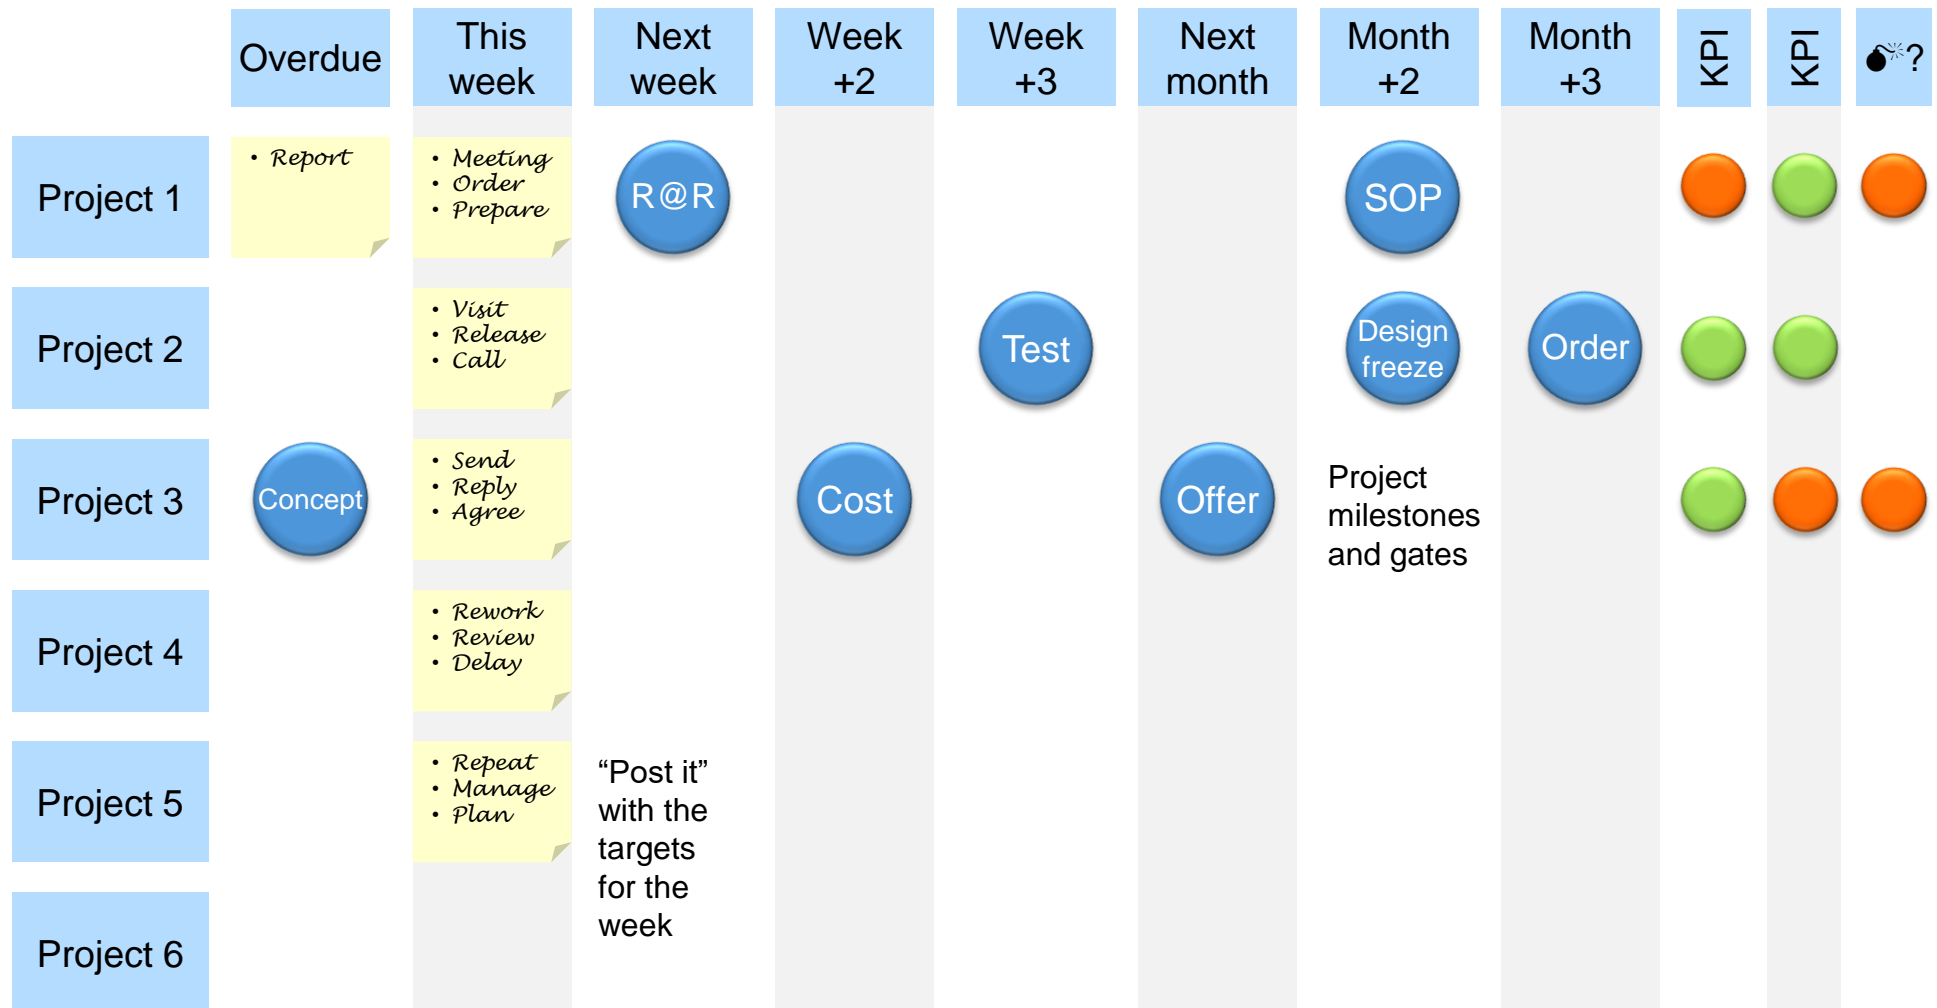 Overdue
This
week
Next
week
Week
+2
Week
+3
Next
month
Month
+2
Month
+3
KPI
KPI
💣?
Project 1
• Report
• Meeting
• Order
• Prepare
R@R
SOP
Project 2
• Visit
• Release
• Call
Test
Design
freeze
Order
Project 3
Concept
• Send
• Reply
• Agree
Cost
Offer
Project
milestones
and gates
Project 4
• Rework
• Review
• Delay
Project 5
• Repeat
• Manage
• Plan
“Post it”
with the
targets
for the
week
Project 6